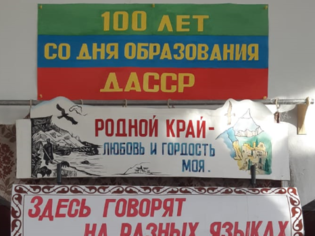 100 ЛЕТ
СО ДНЯ ОБРАЗОВАНИЯ
ДАССР
РОДНОЙ КРАЙ-
ЛЮБОВЬ И ГОРДОСТЬ
МОЯ.
ЗДЕСЬ ГОВОРЯТ
НА РАЗНЫХ ЯЗЫКАХ